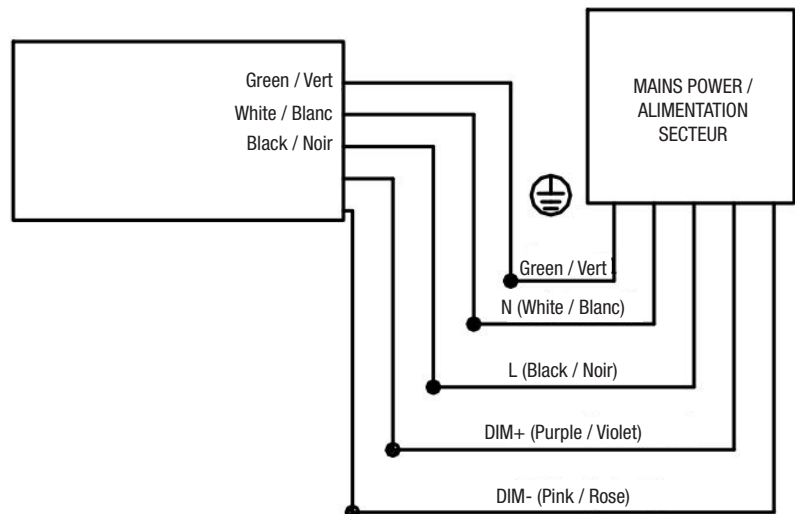 Green / Vert
White / Blanc
Black / Noir
MAINS POWER /
ALIMENTATION
SECTEUR
Green / Vert
N (White / Blanc)
L (Black / Noir)
DIM+ (Purple / Violet)
DIM- (Pink / Rose)